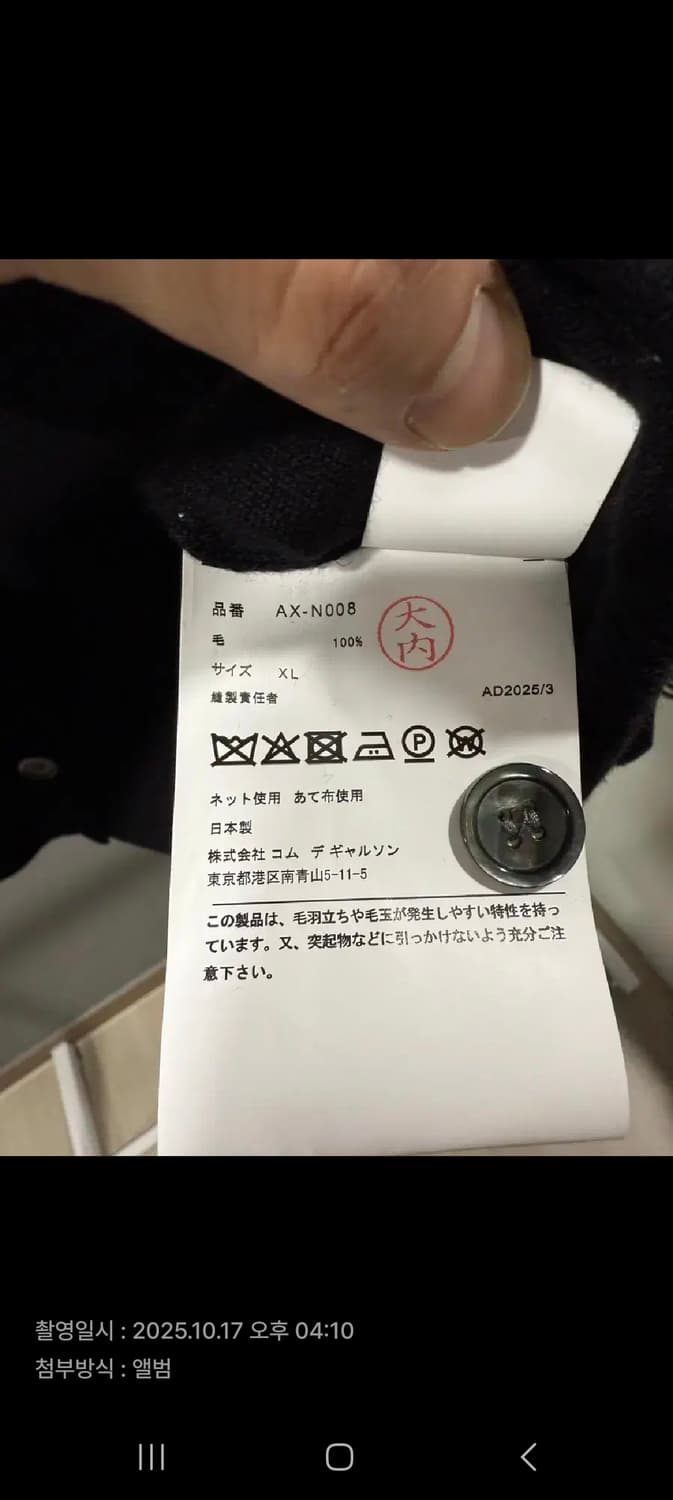 品番 AX-N008
大内
毛 100%
サイズ XL
縫製責任者
AD2025/3
P
W
ネット使用 あて布使用
日本製
株式会社 コム デ ギャルソン
東京都港区南青山5-11-5
この製品は、毛羽立ちや毛玉が発生しやすい特性を持っ
ています。又、突起物などに引っかけないよう充分ご注
意下さい。
촬영일시 : 2025.10.17 오후 04:10
첨부방식 : 앨범